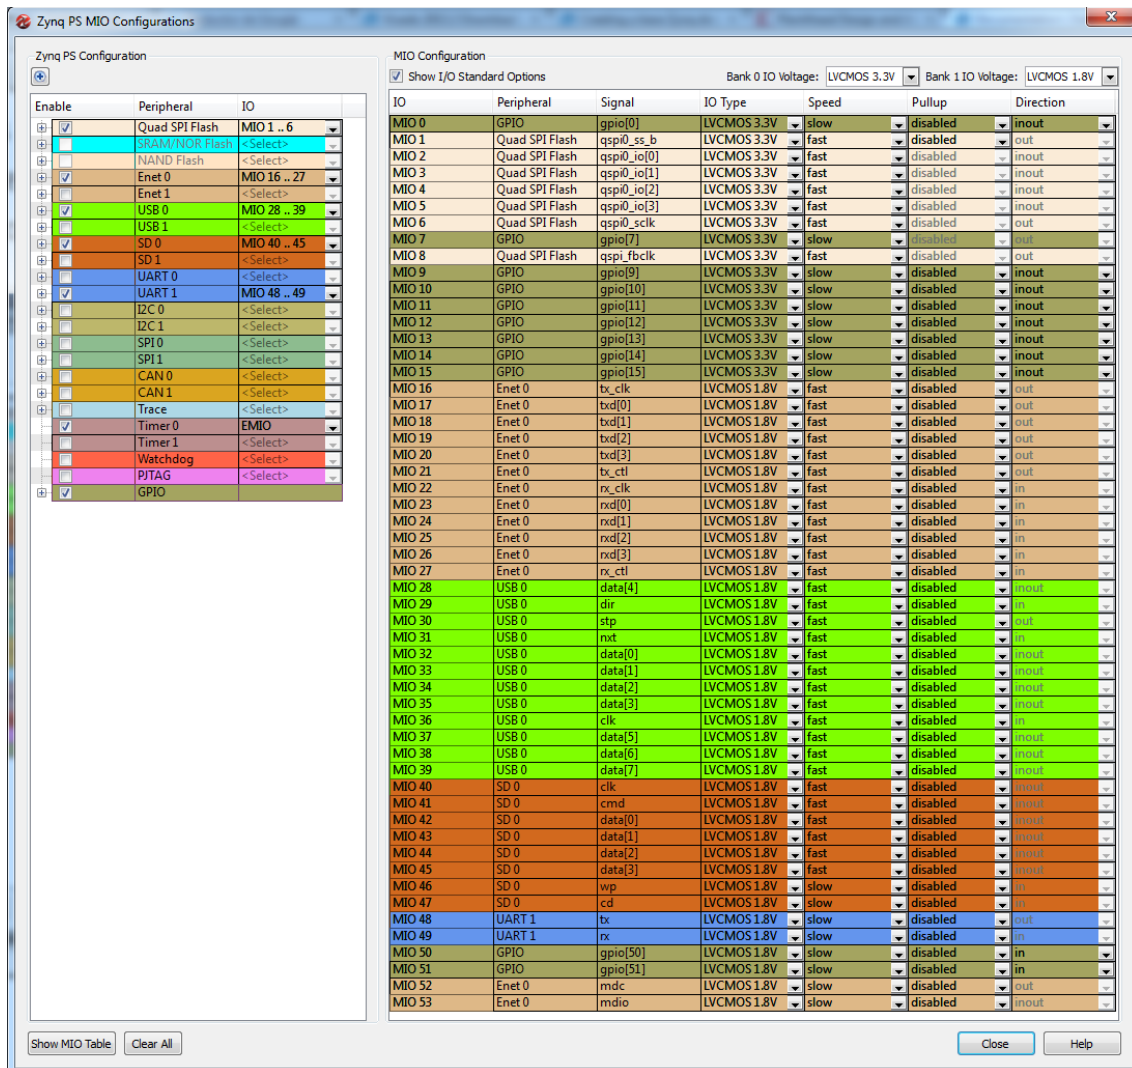 Zynq PS MIO Configurations
Zynq PS Configuration
Enable Peripheral IO
Quad SPI Flash MIO 1 .. 6
SRAM/NOR Flash <Select>
NAND Flash <Select>
Enet 0 MIO 16 .. 27
Enet 1 <Select>
USB 0 MIO 28 .. 39
USB 1 <Select>
SD 0 MIO 40 .. 45
SD 1 <Select>
UART 0 <Select>
UART 1 MIO 48 .. 49
I2C 0 <Select>
I2C 1 <Select>
SPI 0 <Select>
SPI 1 <Select>
CAN 0 <Select>
CAN 1 <Select>
Trace <Select>
Timer 0 EMIO
Timer 1 <Select>
Watchdog <Select>
PJTAG <Select>
GPIO
MIO Configuration
Show I/O Standard Options Bank 0 IO Voltage: LVCMOS 3.3V Bank 1 IO Voltage: LVCMOS 1.8V
IO Peripheral Signal IO Type Speed Pullup Direction
MIO 0 GPIO gpio[0] LVCMOS 3.3V slow disabled inout
MIO 1 Quad SPI Flash qspi0_ss_b LVCMOS 3.3V fast disabled out
MIO 2 Quad SPI Flash qspi0_io[0] LVCMOS 3.3V fast disabled inout
MIO 3 Quad SPI Flash qspi0_io[1] LVCMOS 3.3V fast disabled inout
MIO 4 Quad SPI Flash qspi0_io[2] LVCMOS 3.3V fast disabled inout
MIO 5 Quad SPI Flash qspi0_io[3] LVCMOS 3.3V fast disabled inout
MIO 6 Quad SPI Flash qspi0_sclk LVCMOS 3.3V fast disabled out
MIO 7 GPIO gpio[7] LVCMOS 3.3V slow disabled out
MIO 8 Quad SPI Flash qspi_fbclk LVCMOS 3.3V fast disabled out
MIO 9 GPIO gpio[9] LVCMOS 3.3V slow disabled inout
MIO 10 GPIO gpio[10] LVCMOS 3.3V slow disabled inout
MIO 11 GPIO gpio[11] LVCMOS 3.3V slow disabled inout
MIO 12 GPIO gpio[12] LVCMOS 3.3V slow disabled inout
MIO 13 GPIO gpio[13] LVCMOS 3.3V slow disabled inout
MIO 14 GPIO gpio[14] LVCMOS 3.3V slow disabled inout
MIO 15 GPIO gpio[15] LVCMOS 3.3V slow disabled inout
MIO 16 Enet 0 tx_clk LVCMOS 1.8V fast disabled out
MIO 17 Enet 0 txd[0] LVCMOS 1.8V fast disabled out
MIO 18 Enet 0 txd[1] LVCMOS 1.8V fast disabled out
MIO 19 Enet 0 txd[2] LVCMOS 1.8V fast disabled out
MIO 20 Enet 0 txd[3] LVCMOS 1.8V fast disabled out
MIO 21 Enet 0 tx_ctl LVCMOS 1.8V fast disabled out
MIO 22 Enet 0 rx_clk LVCMOS 1.8V fast disabled in
MIO 23 Enet 0 rxd[0] LVCMOS 1.8V fast disabled in
MIO 24 Enet 0 rxd[1] LVCMOS 1.8V fast disabled in
MIO 25 Enet 0 rxd[2] LVCMOS 1.8V fast disabled in
MIO 26 Enet 0 rxd[3] LVCMOS 1.8V fast disabled in
MIO 27 Enet 0 rx_ctl LVCMOS 1.8V fast disabled in
MIO 28 USB 0 data[4] LVCMOS 1.8V fast disabled inout
MIO 29 USB 0 dir LVCMOS 1.8V fast disabled in
MIO 30 USB 0 stp LVCMOS 1.8V fast disabled out
MIO 31 USB 0 nxt LVCMOS 1.8V fast disabled in
MIO 32 USB 0 data[0] LVCMOS 1.8V fast disabled inout
MIO 33 USB 0 data[1] LVCMOS 1.8V fast disabled inout
MIO 34 USB 0 data[2] LVCMOS 1.8V fast disabled inout
MIO 35 USB 0 data[3] LVCMOS 1.8V fast disabled inout
MIO 36 USB 0 clk LVCMOS 1.8V fast disabled in
MIO 37 USB 0 data[5] LVCMOS 1.8V fast disabled inout
MIO 38 USB 0 data[6] LVCMOS 1.8V fast disabled inout
MIO 39 USB 0 data[7] LVCMOS 1.8V fast disabled inout
MIO 40 SD 0 clk LVCMOS 1.8V fast disabled inout
MIO 41 SD 0 cmd LVCMOS 1.8V fast disabled inout
MIO 42 SD 0 data[0] LVCMOS 1.8V fast disabled inout
MIO 43 SD 0 data[1] LVCMOS 1.8V fast disabled inout
MIO 44 SD 0 data[2] LVCMOS 1.8V fast disabled inout
MIO 45 SD 0 data[3] LVCMOS 1.8V fast disabled inout
MIO 46 SD 0 wp LVCMOS 1.8V slow disabled in
MIO 47 SD 0 cd LVCMOS 1.8V slow disabled in
MIO 48 UART 1 tx LVCMOS 1.8V slow disabled out
MIO 49 UART 1 rx LVCMOS 1.8V slow disabled in
MIO 50 GPIO gpio[50] LVCMOS 1.8V slow disabled in
MIO 51 GPIO gpio[51] LVCMOS 1.8V slow disabled in
MIO 52 Enet 0 mdc LVCMOS 1.8V slow disabled out
MIO 53 Enet 0 mdio LVCMOS 1.8V slow disabled inout
Show MIO Table Clear All Close Help